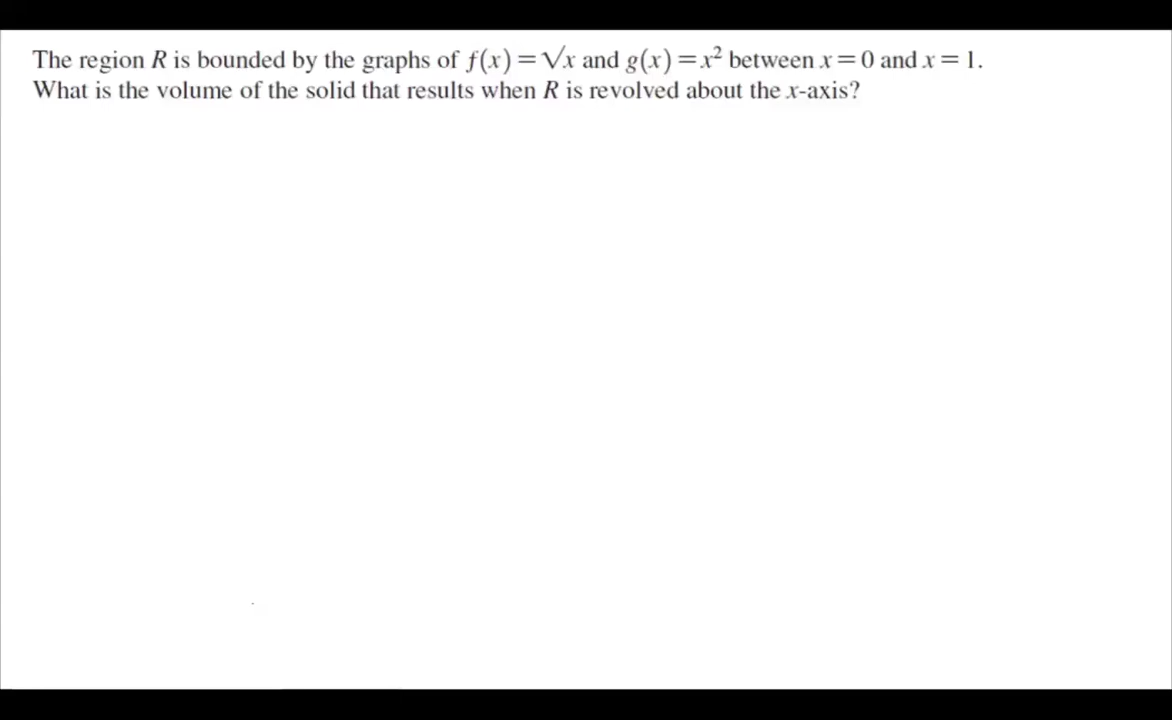 The region R is bounded by the graphs of f(x) = √x and g(x) = x² between x = 0 and x = 1.
What is the volume of the solid that results when R is revolved about the x-axis?